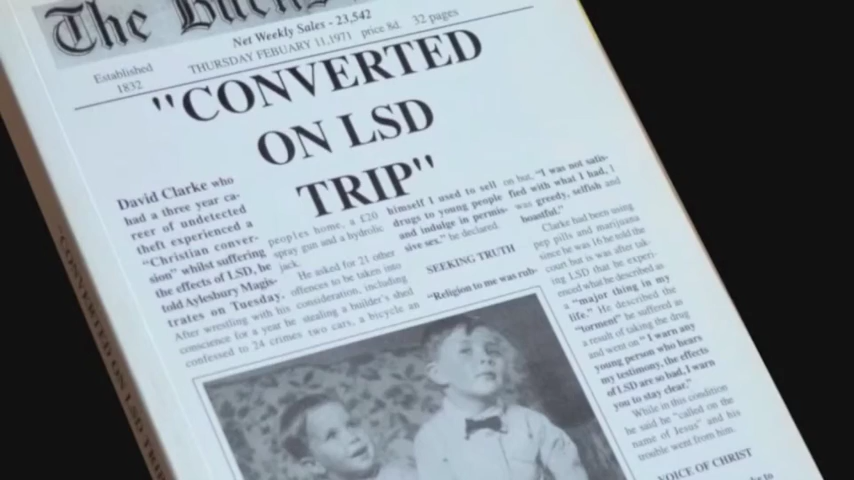 The Bucks
Net Weekly Sales - 23,542
Established
1832
THURSDAY FEBUARY 11,1971 price 8d. 32 pages
"CONVERTED
ON LSD
TRIP"
David Clarke who
had a three year ca-
reer of undetected
theft experienced a
"Christian conver-
sion" whilst suffering
the effects of LSD, he
told Aylesbury Magis-
trates on Tuesday.
After wrestling with his
conscience for a year he
confessed to 24 crimes
peoples home, a £20
spray gun and a hydrolic
jack.
He asked for 21 other
offences to be taken into
consideration, including
stealing a builder's shed
two cars, a bicycle an
himself I used to sell
drugs to young people
and indulge in permis-
sive sex." he declared.
SEEKING TRUTH
"Religion to me was rub-
on but, "I was not satis-
fied with what I had, I
was greedy, selfish and
boastful."
Clarke had been using
pep pills and marijuana
since he was 16 he told the
court but is was after tak-
ing LSD that he experi-
enced what he described as
a "major thing in my
life." He described the
"torment" he suffered as
a result of taking the drug
and went on "I warn any
young person who hears
my testimony, the effects
of LSD are so bad, I warn
you to stay clear."
While in this condition
he said he "called on the
name of Jesus" and his
trouble went from him.
VOICE OF CHRIST
"CONVERTED ON LSD TRIP